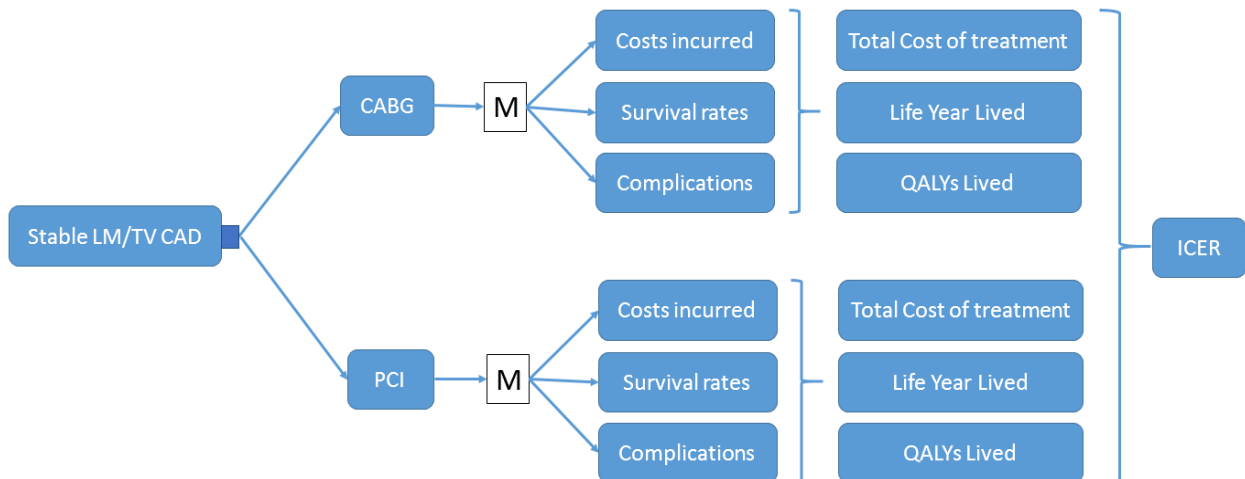 Stable LM/TV CAD
CABG
M
Costs incurred
Survival rates
Complications
Total Cost of treatment
Life Year Lived
QALYs Lived
PCI
M
Costs incurred
Survival rates
Complications
Total Cost of treatment
Life Year Lived
QALYs Lived
ICER